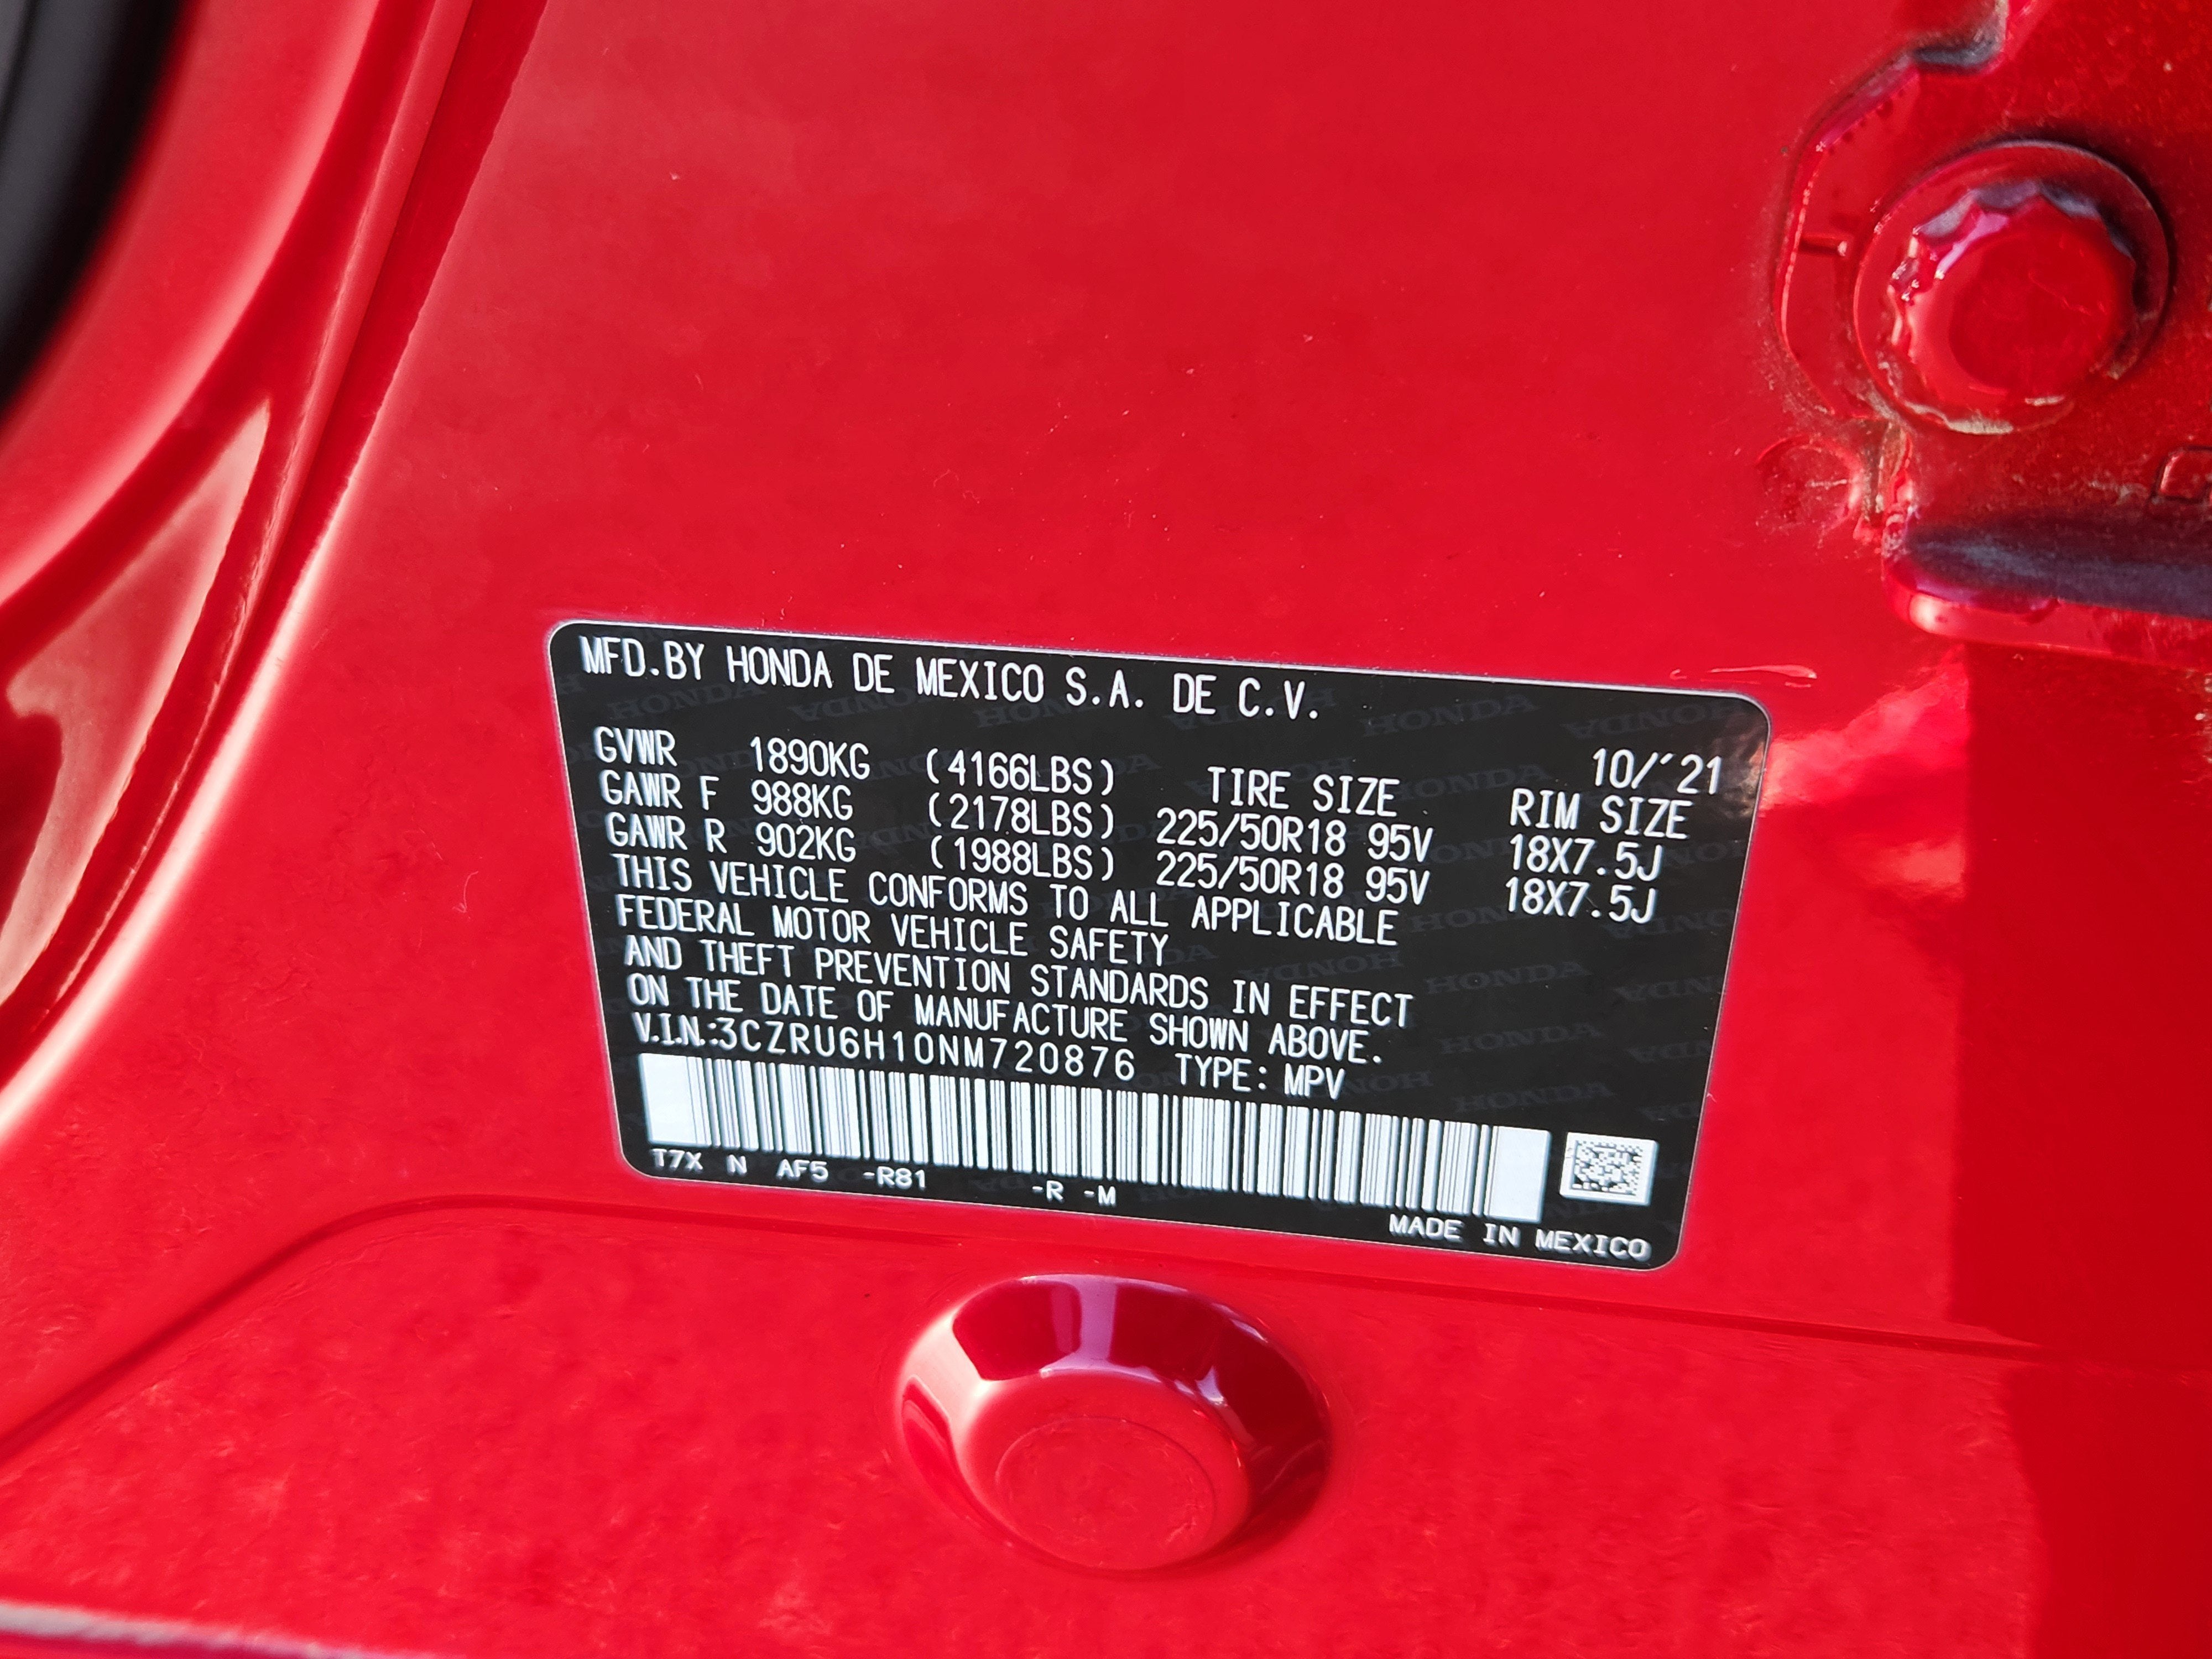 MFD.BY HONDA DE MEXICO S.A. DE C.V.
10/'21
GVWR 1890KG (4166LBS) TIRE SIZE RIM SIZE
GAWR F 988KG (2178LBS) 225/50R18 95V 18X7.5J
GAWR R 902KG (1988LBS) 225/50R18 95V 18X7.5J
THIS VEHICLE CONFORMS TO ALL APPLICABLE
FEDERAL MOTOR VEHICLE SAFETY
AND THEFT PREVENTION STANDARDS IN EFFECT
ON THE DATE OF MANUFACTURE SHOWN ABOVE.
V.I.N.:3CZRU6H10NM720876 TYPE: MPV
T7X N AF5 -R81 -R -M
MADE IN MEXICO